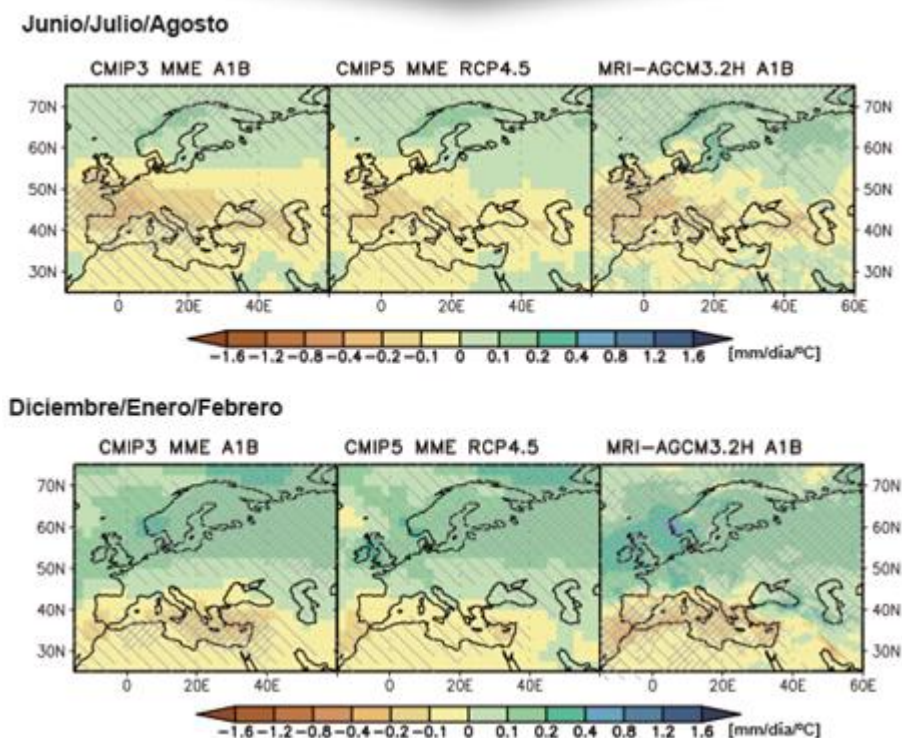 Junio/Julio/Agosto
CMIP3 MME A1B CMIP5 MME RCP4.5 MRI-AGCM3.2H A1B
70N 70N
60N 60N
50N 50N
40N 40N
30N 30N
0 20E 40E 0 20E 40E 0 20E 40E 60E
-1.6 -1.2 -0.8 -0.4 -0.2 -0.1 0 0.1 0.2 0.4 0.8 1.2 1.6 [mm/día/ºC]
Diciembre/Enero/Febrero
CMIP3 MME A1B CMIP5 MME RCP4.5 MRI-AGCM3.2H A1B
70N 70N
60N 60N
50N 50N
40N 40N
30N 30N
0 20E 40E 0 20E 40E 0 20E 40E 60E
-1.6 -1.2 -0.8 -0.4 -0.2 -0.1 0 0.1 0.2 0.4 0.8 1.2 1.6 [mm/día/ºC]